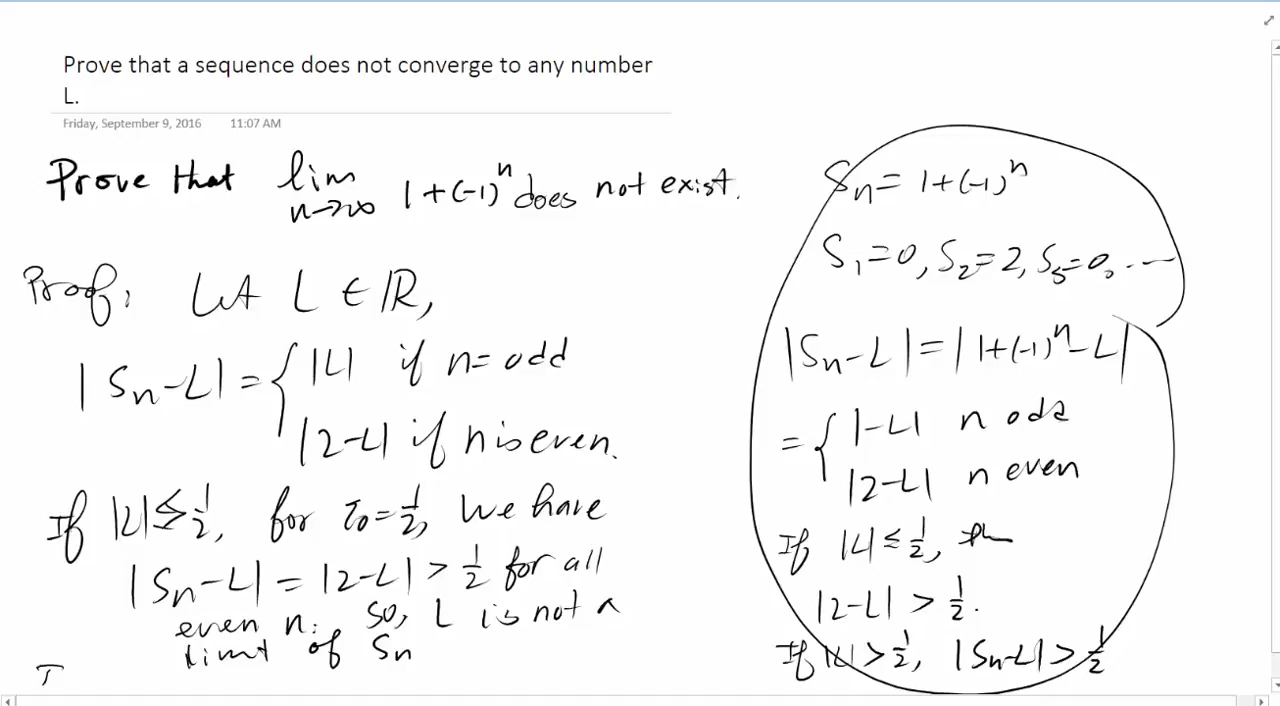 Prove that a sequence does not converge to any number
L.
Friday, September 9, 2016 11:07 AM
Prove that lim n→∞ 1+(-1)^n does not exist.
Proof: Let L ∈ ℝ,
|Sn-L| = { |L| if n= odd
|2-L| if n is even.
If |L| ≤ 1/2, for ε0 = 1/2, we have
|Sn-L| = |2-L| > 1/2 for all
even n. so, L is not a
limit of Sn
Sn = 1+(-1)^n
S1=0, S2=2, S3=0, ...
|Sn-L| = |1+(-1)^n-L|
= { |-L| n odd
|2-L| n even
If |L| ≤ 1/2, then
|2-L| > 1/2.
If |L| > 1/2, |Sn-L| > 1/2